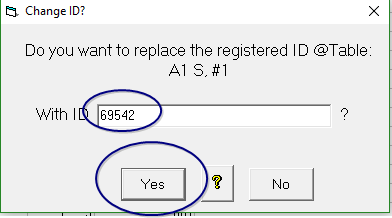 Change ID?
Do you want to replace the registered ID @Table:
A1 S, #1
With ID 69542 ?
Yes ? No